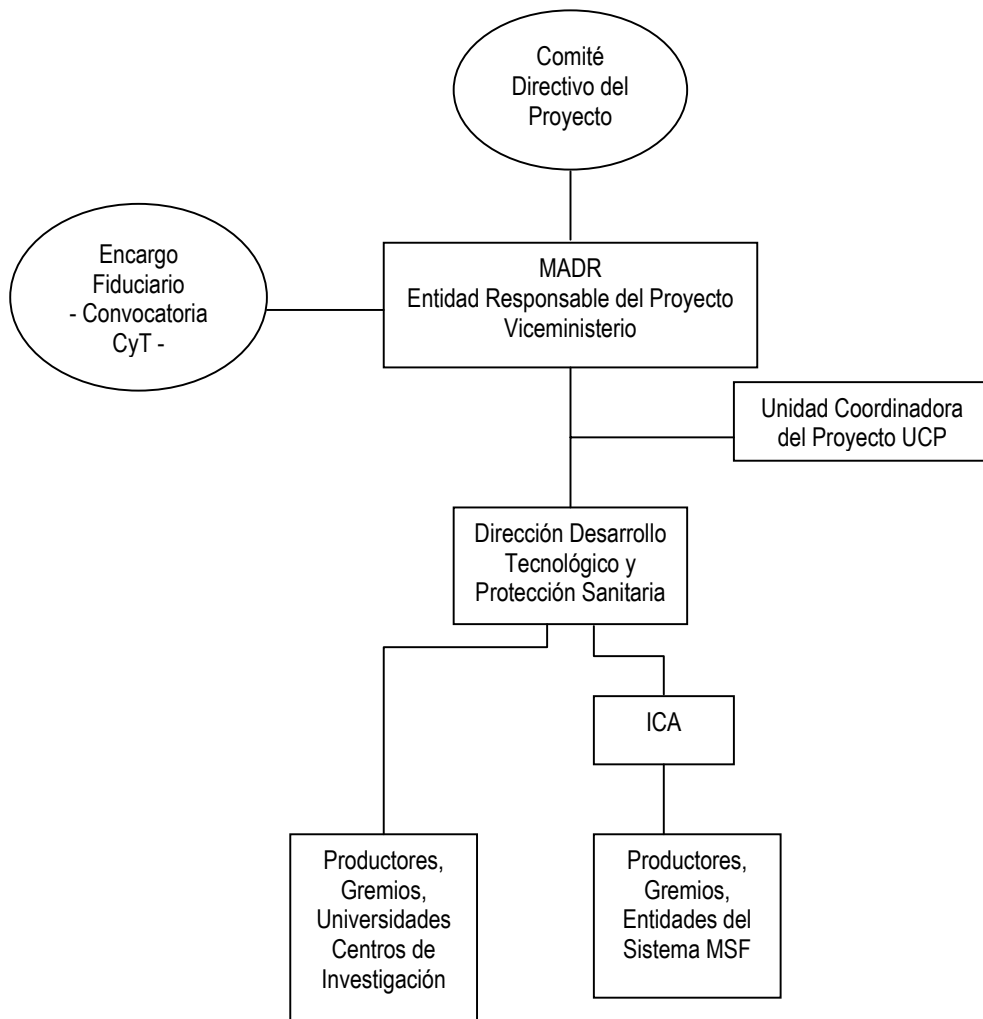 Comité
Directivo del
Proyecto
Encargo
Fiduciario
- Convocatoria
CyT -
MADR
Entidad Responsable del Proyecto
Viceministerio
Unidad Coordinadora
del Proyecto UCP
Dirección Desarrollo
Tecnológico y
Protección Sanitaria
ICA
Productores,
Gremios,
Universidades
Centros de
Investigación
Productores,
Gremios,
Entidades del
Sistema MSF